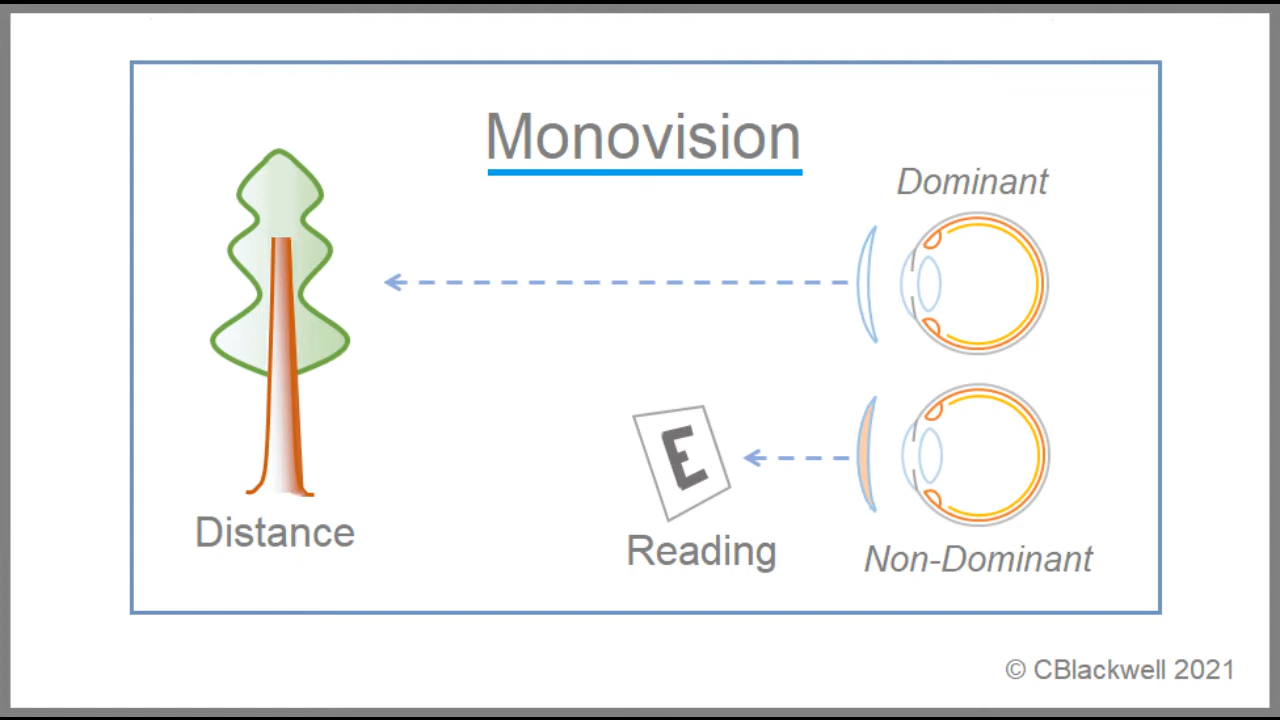 Monovision
Dominant
E
Distance
Reading
Non-Dominant
© CBlackwell 2021